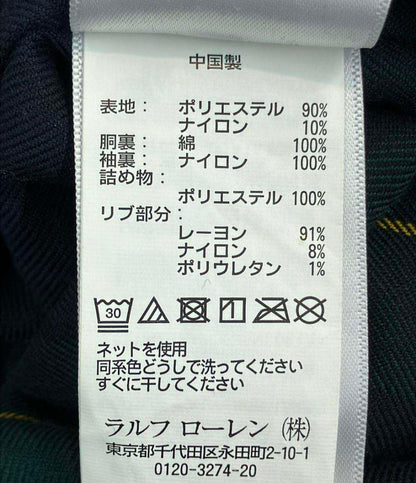 中国製
表地： ポリエステル 90%
ナイロン 10%
胴裏： 綿 100%
袖裏： ナイロン 100%
詰め物：
ポリエステル 100%
リブ部分：
レーヨン 91%
ナイロン 8%
ポリウレタン 1%
30
ネットを使用
同系色どうしで洗ってください
すぐに干してください
ラルフ ローレン (株)
東京都千代田区永田町2-10-1
0120-3274-20